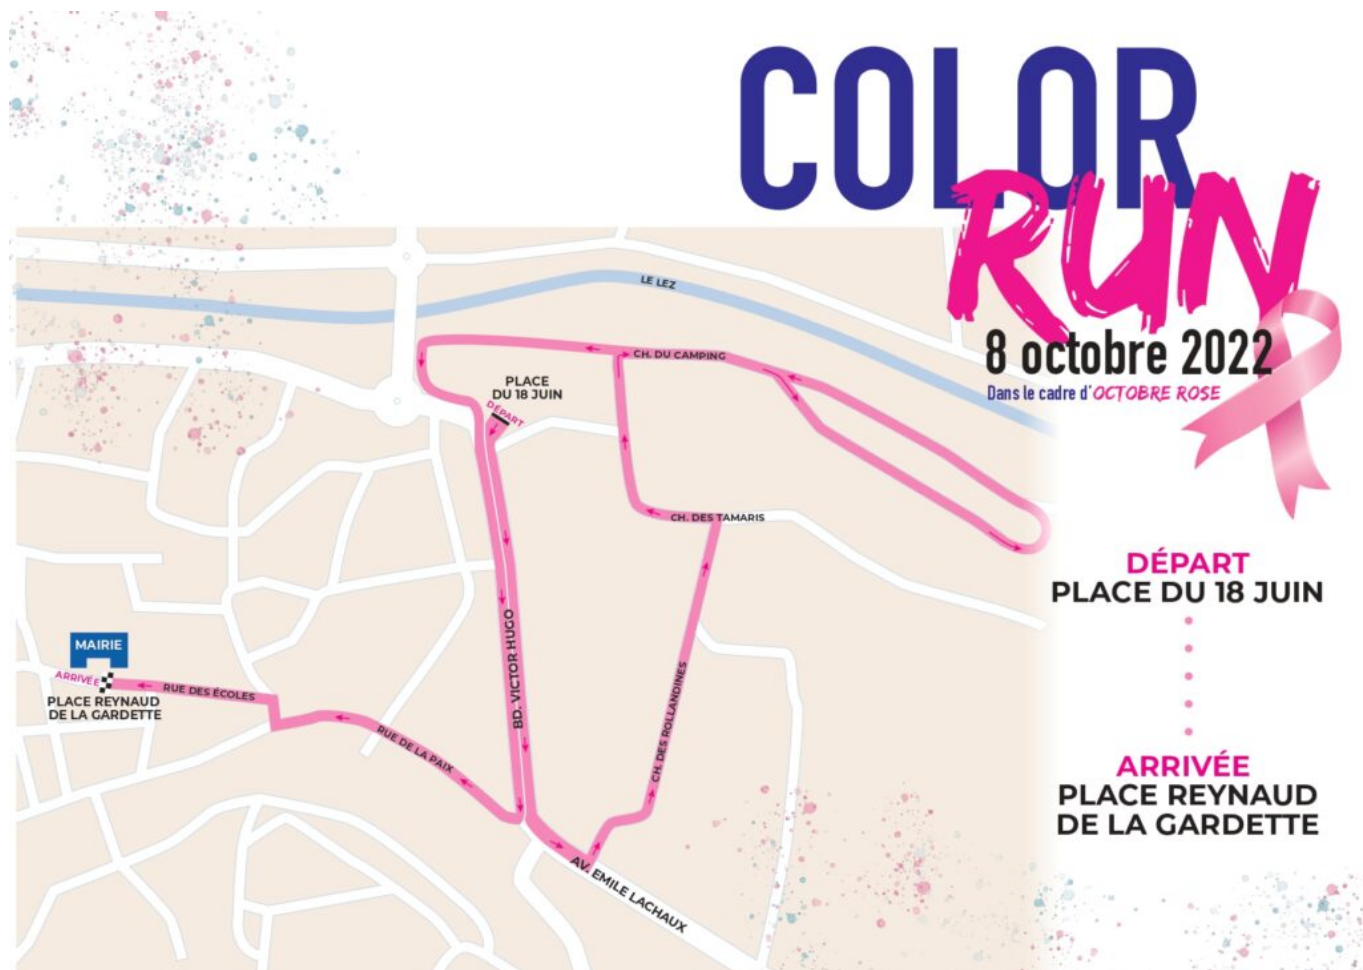 COLOR
RUN
8 octobre 2022
Dans le cadre d'OCTOBRE ROSE
LE LEZ
CH. DU CAMPING
PLACE
DU 18 JUIN
DÉPART
CH. DES TAMARIS
BD. VICTOR HUGO
CH. DES ROLLANDINES
MAIRIE
ARRIVÉE
RUE DES ÉCOLES
PLACE REYNAUD
DE LA GARDETTE
RUE DE LA PAIX
AV. EMILE LACHAUX
DÉPART
PLACE DU 18 JUIN
ARRIVÉE
PLACE REYNAUD
DE LA GARDETTE